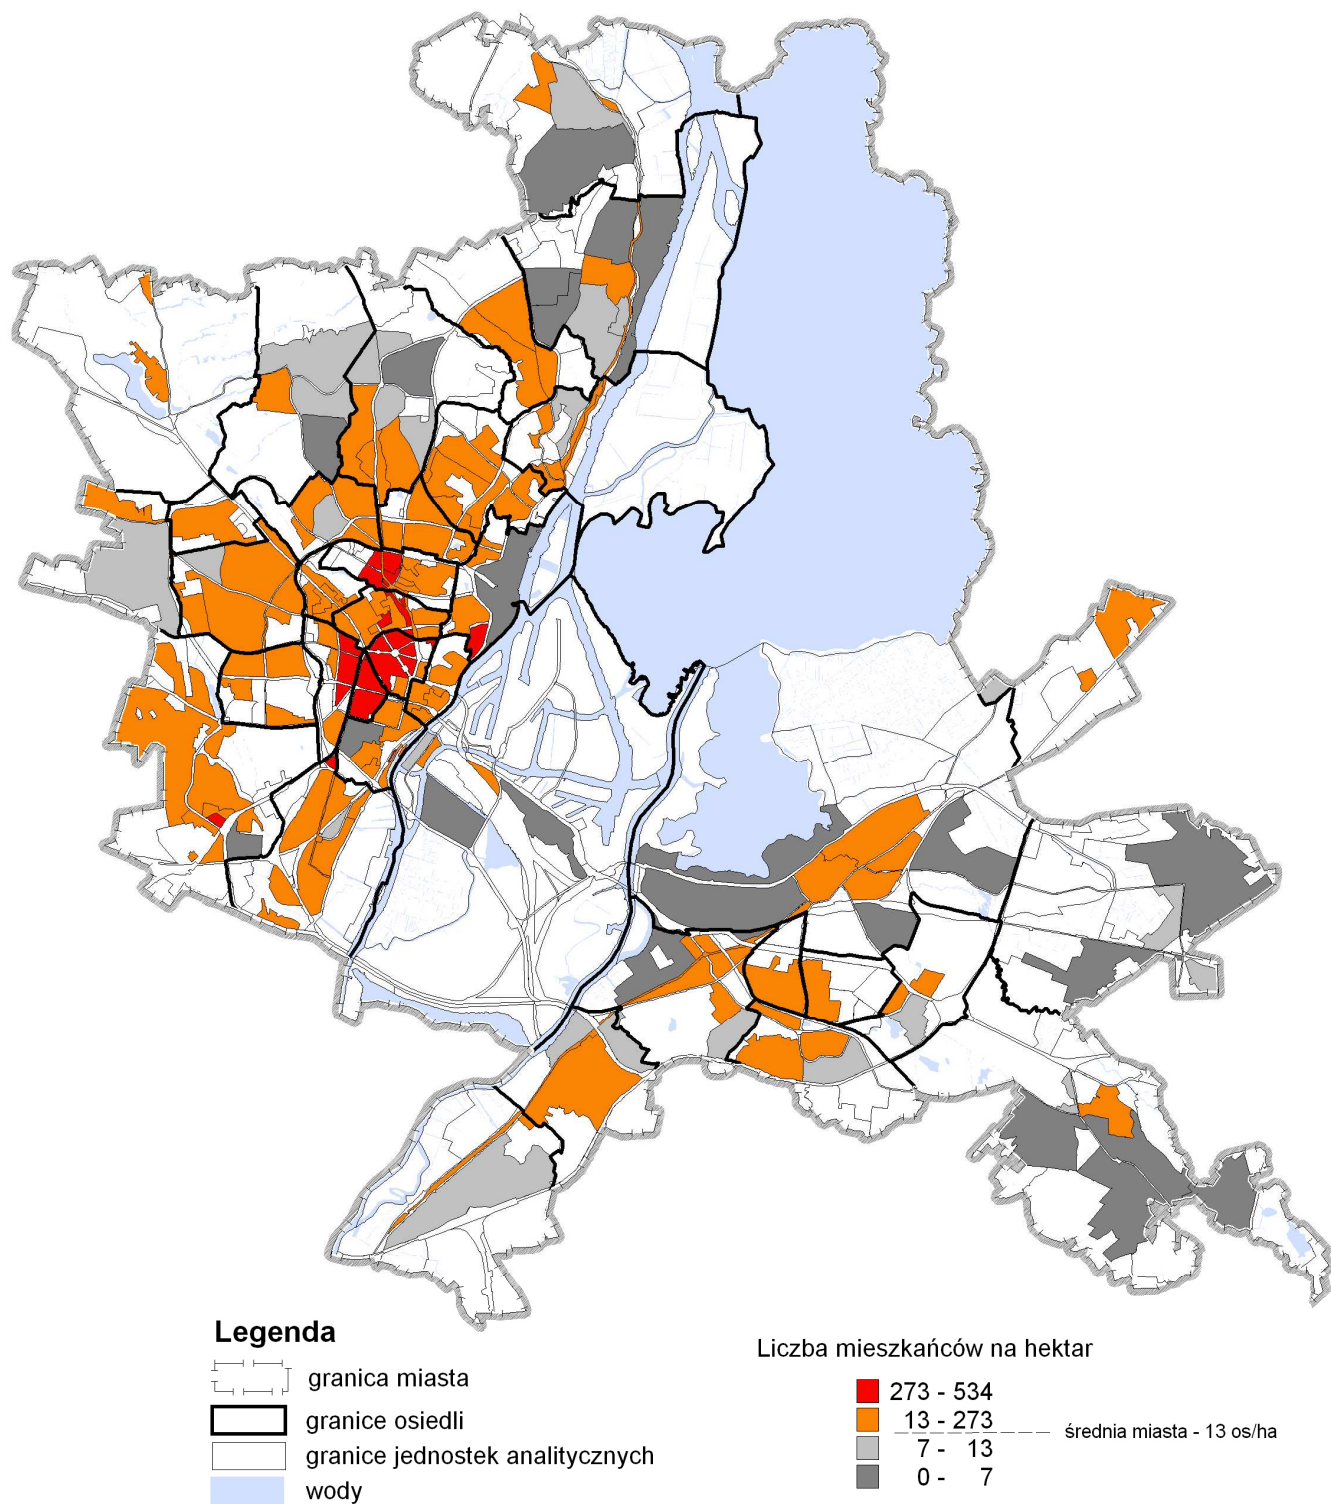 Legenda
granica miasta
granice osiedli
granice jednostek analitycznych
wody
Liczba mieszkańców na hektar
273 - 534
13 - 273
średnia miasta - 13 os/ha
7 - 13
0 - 7